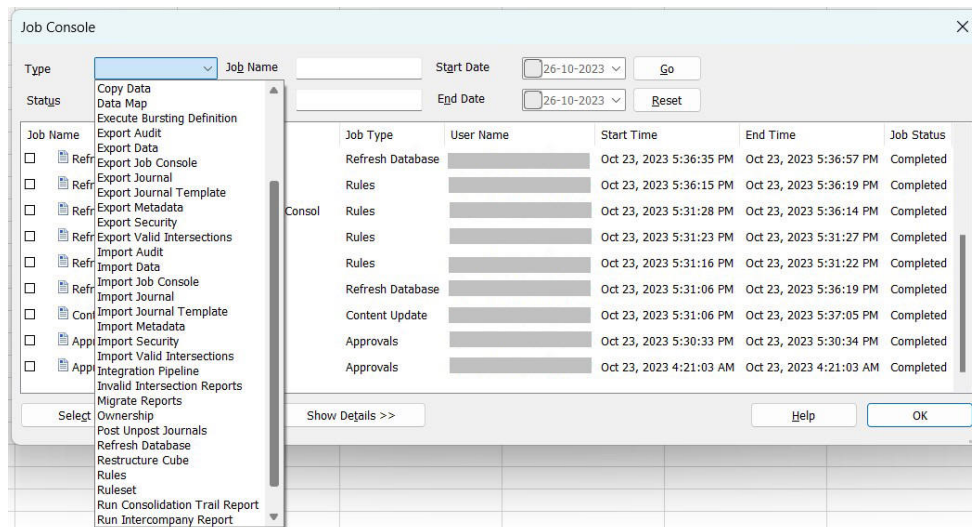 Job Console
Type Job Name Start Date 26-10-2023 Go
Status End Date 26-10-2023 Reset
Copy Data
Data Map
Execute Bursting Definition
Export Audit
Export Data
Export Job Console
Export Journal
Export Journal Template
Export Metadata
Export Security
Export Valid Intersections
Import Audit
Import Data
Import Job Console
Import Journal
Import Journal Template
Import Metadata
Import Security
Import Valid Intersections
Integration Pipeline
Invalid Intersection Reports
Migrate Reports
Ownership
Post Unpost Journals
Refresh Database
Restructure Cube
Rules
Ruleset
Run Consolidation Trail Report
Run Intercompany Report
Job Name Job Type User Name Start Time End Time Job Status
Refr Refresh Database Oct 23, 2023 5:36:35 PM Oct 23, 2023 5:36:57 PM Completed
Refr Rules Oct 23, 2023 5:36:15 PM Oct 23, 2023 5:36:19 PM Completed
Refr Consol Rules Oct 23, 2023 5:31:28 PM Oct 23, 2023 5:36:14 PM Completed
Refr Rules Oct 23, 2023 5:31:23 PM Oct 23, 2023 5:31:27 PM Completed
Refr Rules Oct 23, 2023 5:31:16 PM Oct 23, 2023 5:31:22 PM Completed
Refr Refresh Database Oct 23, 2023 5:31:06 PM Oct 23, 2023 5:36:19 PM Completed
Cont Content Update Oct 23, 2023 5:31:06 PM Oct 23, 2023 5:37:05 PM Completed
App Approvals Oct 23, 2023 5:30:33 PM Oct 23, 2023 5:30:34 PM Completed
App Approvals Oct 23, 2023 4:21:03 AM Oct 23, 2023 4:21:03 AM Completed
Select Show Details >> Help OK